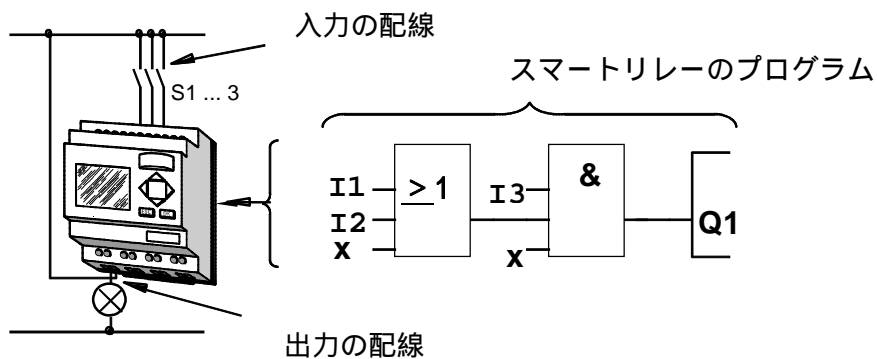 入力の配線
スマートリレーのプログラム
S1 ... 3
I1
I2
x
>1
I3
x
&
Q1
出力の配線